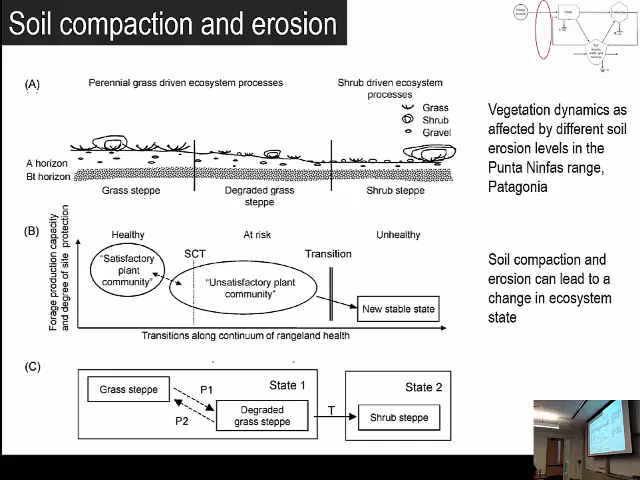 Soil compaction and erosion
(A)
Perennial grass driven ecosystem processes
Shrub driven ecosystem
processes
Grass
Shrub
Gravel
A horizon
Bt horizon
Grass steppe
Degraded grass
steppe
Shrub steppe
Vegetation dynamics as
affected by different soil
erosion levels in the
Punta Ninfas range,
Patagonia
(B)
Healthy
At risk
Unhealthy
SCT
Transition
Forage production capacity
and degree of site protection
"Satisfactory
plant
community"
"Unsatisfactory plant
community"
New stable state
Transitions along continuum of rangeland health
Soil compaction and
erosion can lead to a
change in ecosystem
state
(C)
State 1
State 2
Grass steppe
P1
P2
Degraded
grass steppe
T
Shrub steppe